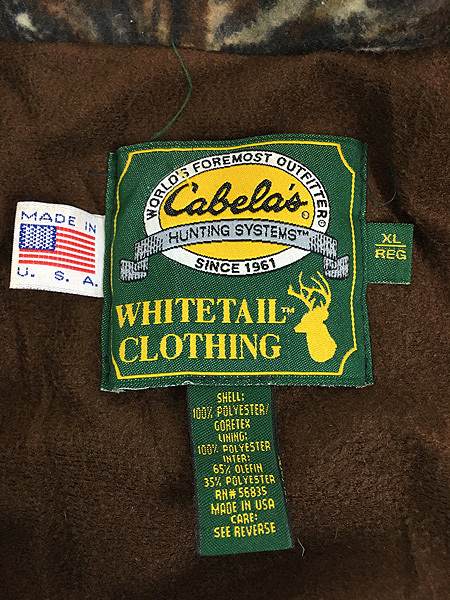 WORLD'S FOREMOST OUTFITTER
Cabela's®
HUNTING SYSTEMS™
SINCE 1961
WHITETAIL™
CLOTHING
MADE IN
U. S. A.
XL
REG
SHELL:
100% POLYESTER/
GORETEX
LINING:
100% POLYESTER
INTER:
65% OLEFIN
35% POLYESTER
RN# 56835
MADE IN USA
CARE:
SEE REVERSE